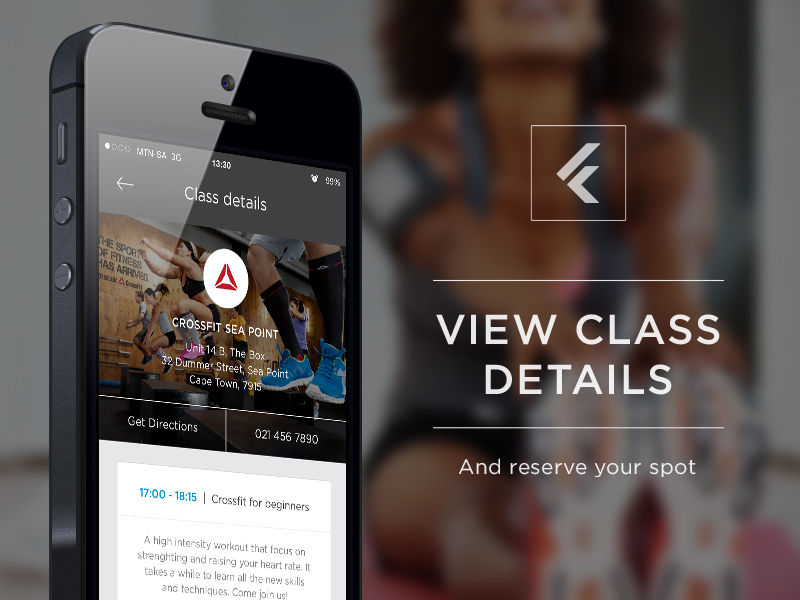 MTN-SA 3G
13:30
99%
Class details
THE SPORT
OF FITNESS
HAS ARRIVED.
Reebok CrossFit
CROSSFIT SEA POINT
Unit 14 B, The Box
32 Dummer Street, Sea Point
Cape Town, 7915
Get Directions
021 456 7890
17:00 - 18:15 | Crossfit for beginners
A high intensity workout that focus on
strenghting and raising your heart rate. It
takes a while to learn all the new skills
and techniques. Come join us!
VIEW CLASS
DETAILS
And reserve your spot